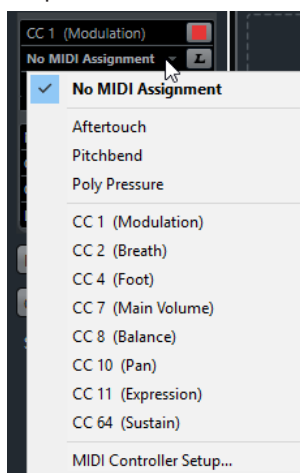 CC 1 (Modulation)
No MIDI Assignment L
No MIDI Assignment
Aftertouch
Pitchbend
Poly Pressure
CC 1 (Modulation)
CC 2 (Breath)
CC 4 (Foot)
CC 7 (Main Volume)
CC 8 (Balance)
CC 10 (Pan)
CC 11 (Expression)
CC 64 (Sustain)
MIDI Controller Setup...